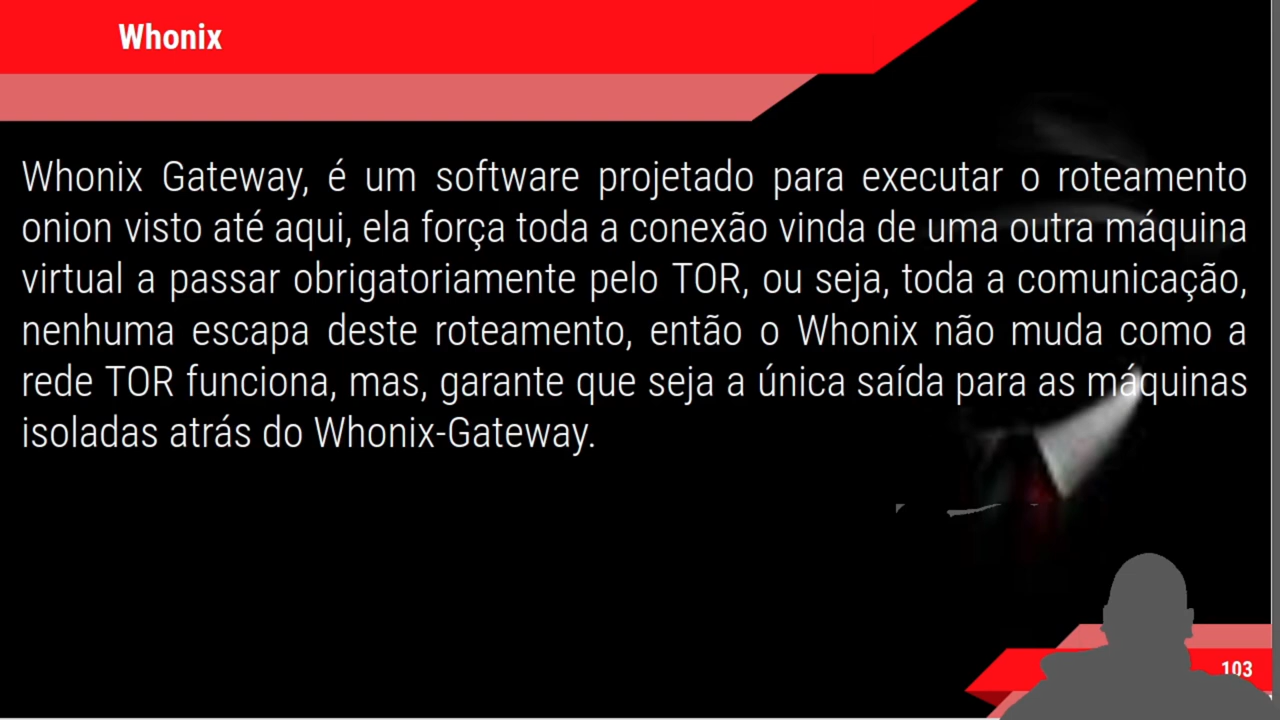 Whonix
Whonix Gateway, é um software projetado para executar o roteamento
onion visto até aqui, ela força toda a conexão vinda de uma outra máquina
virtual a passar obrigatoriamente pelo TOR, ou seja, toda a comunicação,
nenhuma escapa deste roteamento, então o Whonix não muda como a
rede TOR funciona, mas, garante que seja a única saída para as máquinas
isoladas atrás do Whonix-Gateway.
103